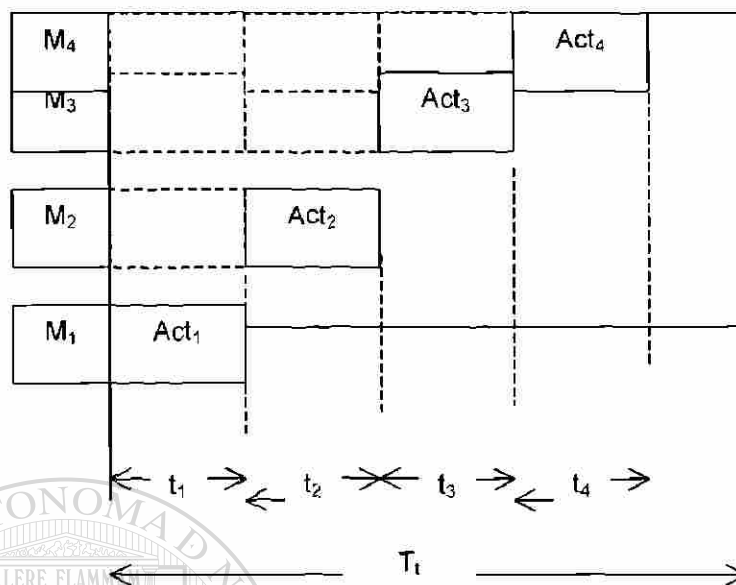 M₄ Act₄
M₃ Act₃
M₂ Act₂
M₁ Act₁
t₁ t₂ t₃ t₄
Tₜ